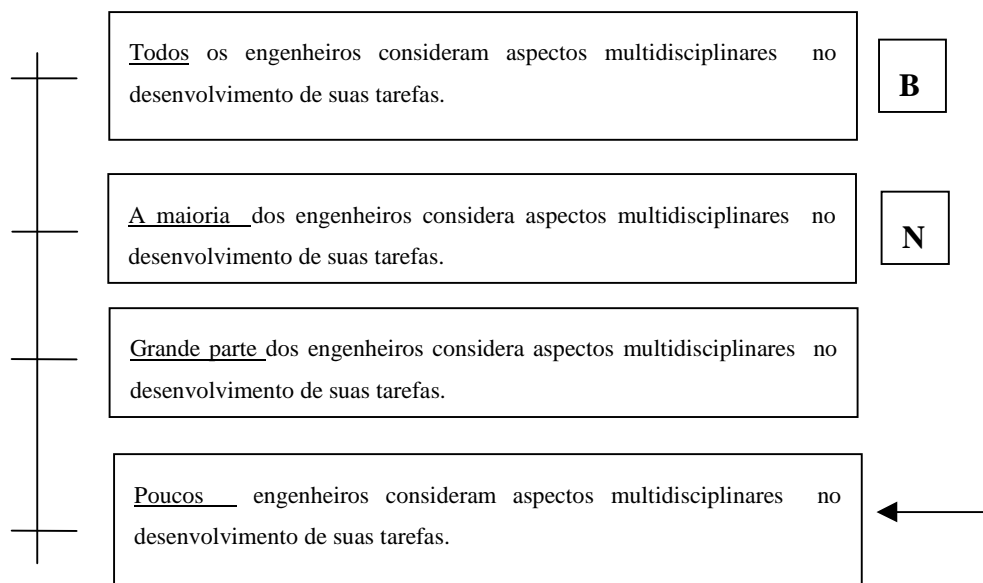 Todos os engenheiros consideram aspectos multidisciplinares no
desenvolvimento de suas tarefas.
B
A maioria dos engenheiros considera aspectos multidisciplinares no
desenvolvimento de suas tarefas.
N
Grande parte dos engenheiros considera aspectos multidisciplinares no
desenvolvimento de suas tarefas.
Poucos engenheiros consideram aspectos multidisciplinares no
desenvolvimento de suas tarefas.